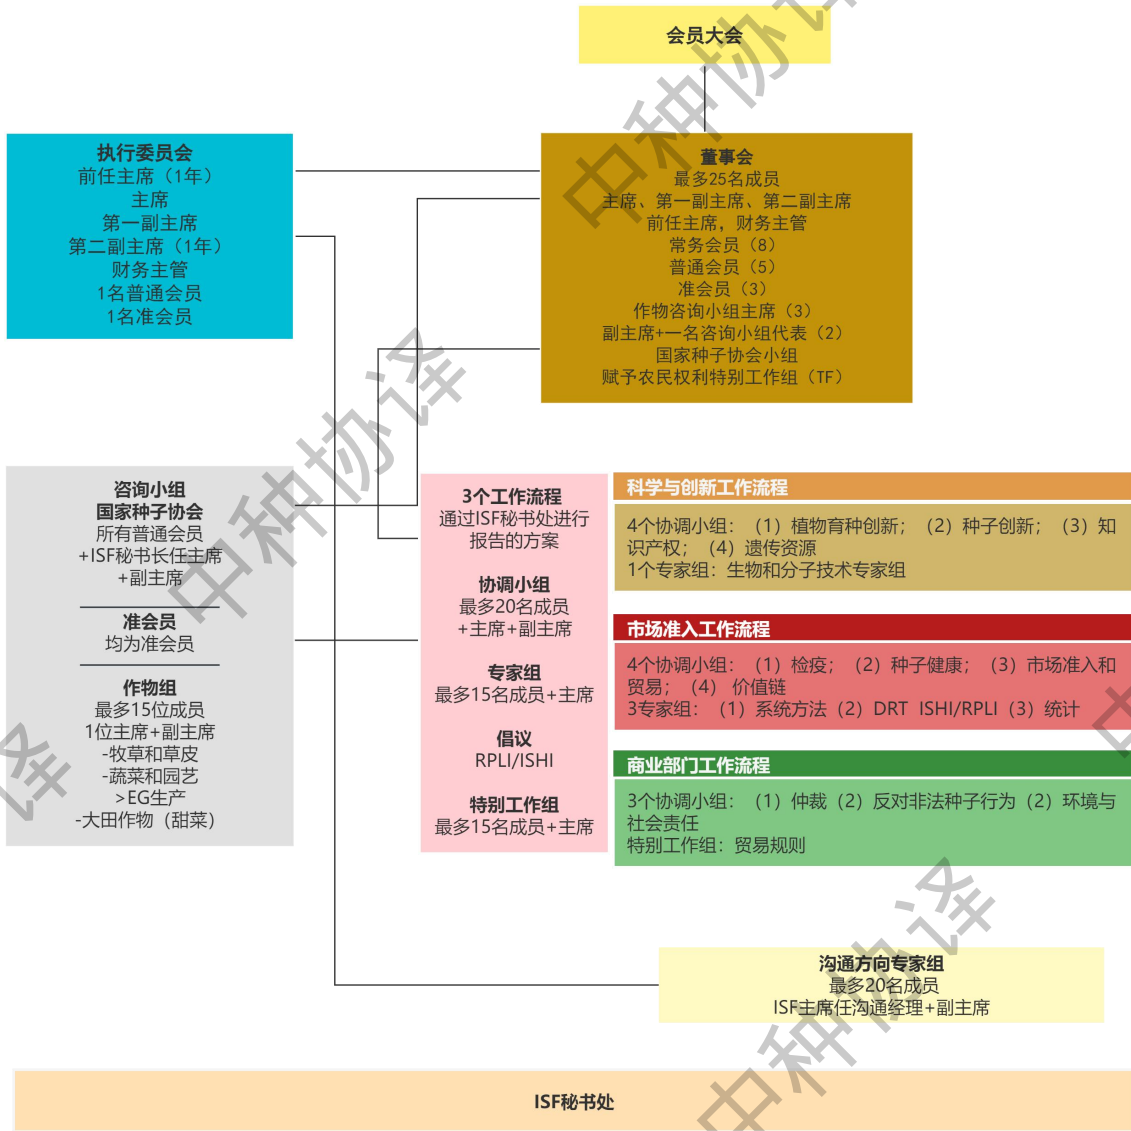 会员大会
执行委员会
前任主席（1年）
主席
第一副主席
第二副主席（1年）
财务主管
1名普通会员
1名准会员
董事会
最多25名成员
主席、第一副主席、第二副主席
前任主席，财务主管
常务会员（8）
普通会员（5）
准会员（3）
作物咨询小组主席（3）
副主席+一名咨询小组代表（2）
国家种子协会小组
赋予农民权利特别工作组（TF）
咨询小组
国家种子协会
所有普通会员
+ISF秘书长任主席
+副主席
准会员
均为准会员
作物组
最多15位成员
1位主席+副主席
-牧草和草皮
-蔬菜和园艺
>EG生产
-大田作物（甜菜）
3个工作流程
通过ISF秘书处进行
报告的方案
协调小组
最多20名成员
+主席+副主席
专家组
最多15名成员+主席
倡议
RPLI/ISHI
特别工作组
最多15名成员+主席
科学与创新工作流程
4个协调小组：（1）植物育种创新；（2）种子创新；（3）知
识产权；（4）遗传资源
1个专家组：生物和分子技术专家组
市场准入工作流程
4个协调小组：（1）检疫；（2）种子健康；（3）市场准入和
贸易；（4） 价值链
3专家组：（1）系统方法（2）DRT ISHI/RPLI（3）统计
商业部门工作流程
3个协调小组：（1）仲裁（2）反对非法种子行为（2）环境与
社会责任
特别工作组：贸易规则
沟通方向专家组
最多20名成员
ISF主席任沟通经理+副主席
ISF秘书处
中种协译
中种协译
中种协译
译
中